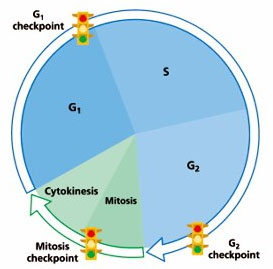 G₁
checkpoint
S
G₁
G₂
Cytokinesis
Mitosis
Mitosis
checkpoint
G₂
checkpoint